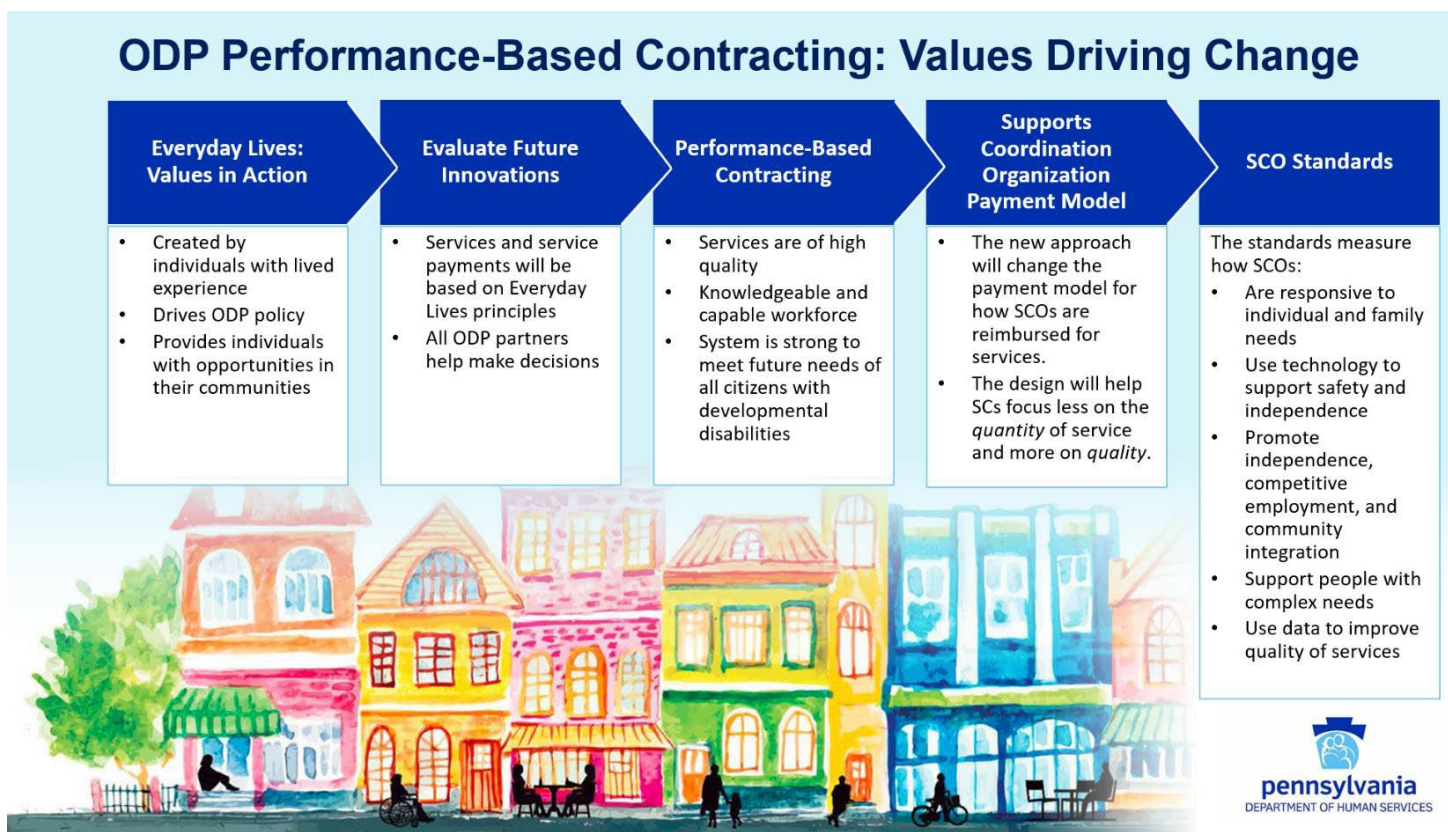 ODP Performance-Based Contracting: Values Driving Change
Everyday Lives:
Values in Action
• Created by
individuals with lived
experience
• Drives ODP policy
• Provides individuals
with opportunities in
their communities
Evaluate Future
Innovations
• Services and service
payments will be
based on Everyday
Lives principles
• All ODP partners
help make decisions
Performance-Based
Contracting
• Services are of high
quality
• Knowledgeable and
capable workforce
• System is strong to
meet future needs of
all citizens with
developmental
disabilities
Supports
Coordination
Organization
Payment Model
• The new approach
will change the
payment model for
how SCOs are
reimbursed for
services.
• The design will help
SCs focus less on the
quantity of service
and more on quality.
SCO Standards
The standards measure
how SCOs:
• Are responsive to
individual and family
needs
• Use technology to
support safety and
independence
• Promote
independence,
competitive
employment, and
community
integration
• Support people with
complex needs
• Use data to improve
quality of services
pennsylvania
DEPARTMENT OF HUMAN SERVICES